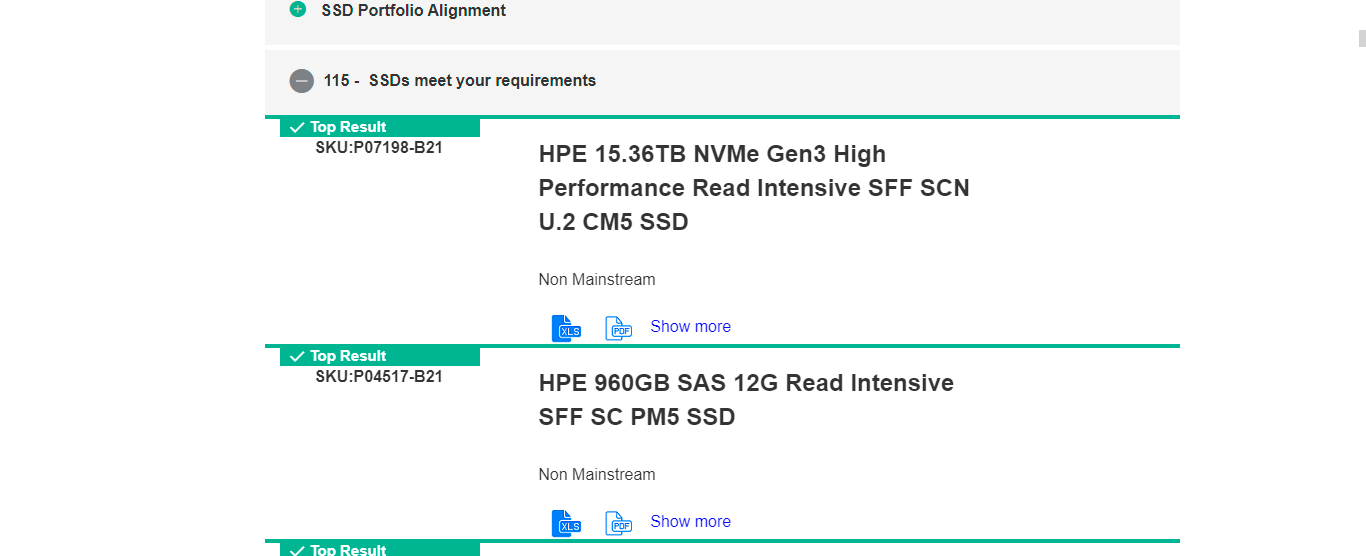 SSD Portfolio Alignment
115 -  SSDs meet your requirements
Top Result
SKU:P07198-B21
HPE 15.36TB NVMe Gen3 High
Performance Read Intensive SFF SCN
U.2 CM5 SSD
Non Mainstream
XLS PDF Show more
Top Result
SKU:P04517-B21
HPE 960GB SAS 12G Read Intensive
SFF SC PM5 SSD
Non Mainstream
XLS PDF Show more
Top Result